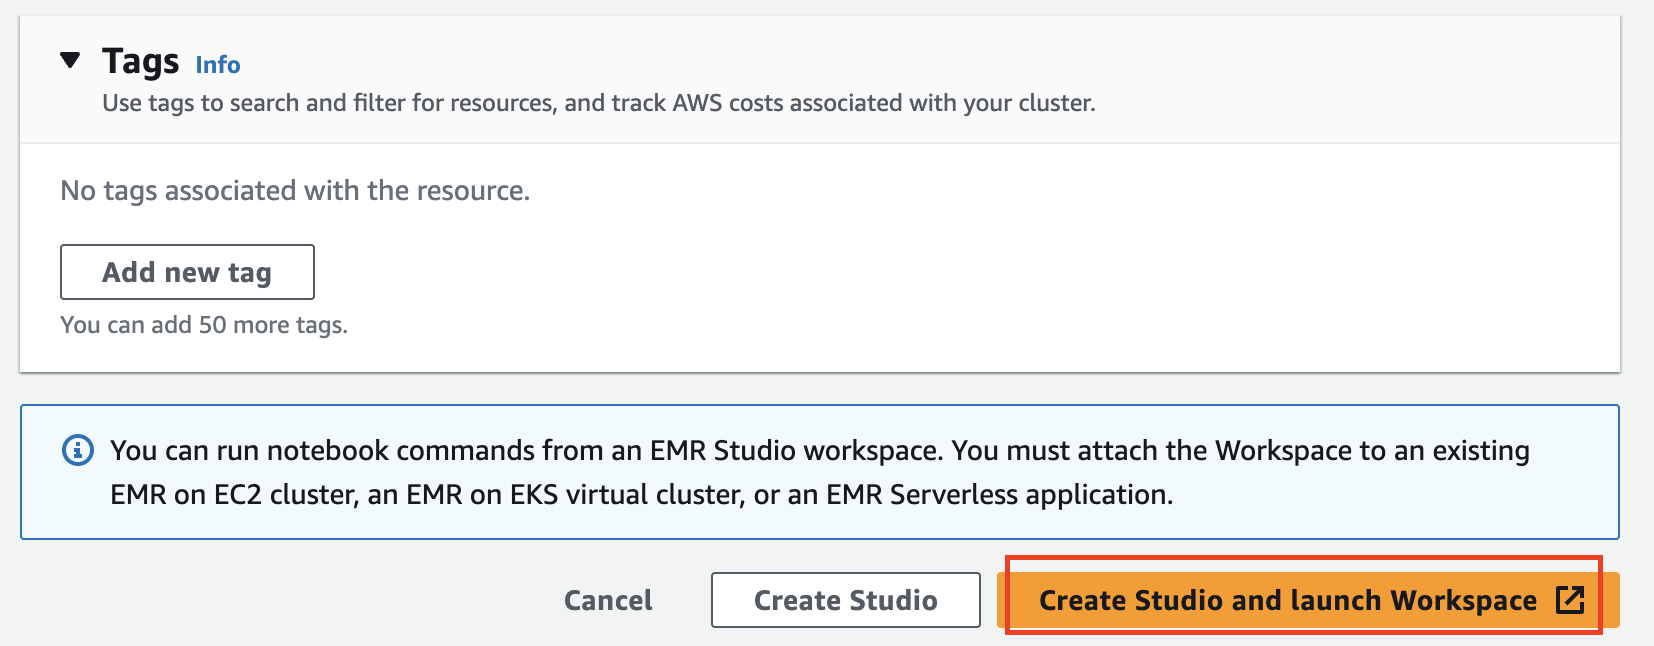 Tags Info
Use tags to search and filter for resources, and track AWS costs associated with your cluster.
No tags associated with the resource.
Add new tag
You can add 50 more tags.
You can run notebook commands from an EMR Studio workspace. You must attach the Workspace to an existing
EMR on EC2 cluster, an EMR on EKS virtual cluster, or an EMR Serverless application.
Cancel Create Studio Create Studio and launch Workspace